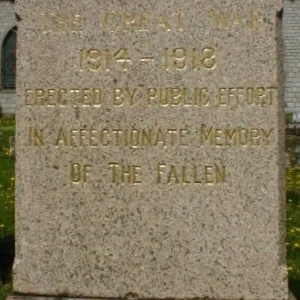 THE GREAT WAR
1914-1918
ERECTED BY PUBLIC EFFORT
IN AFFECTIONATE MEMORY
OF THE FALLEN